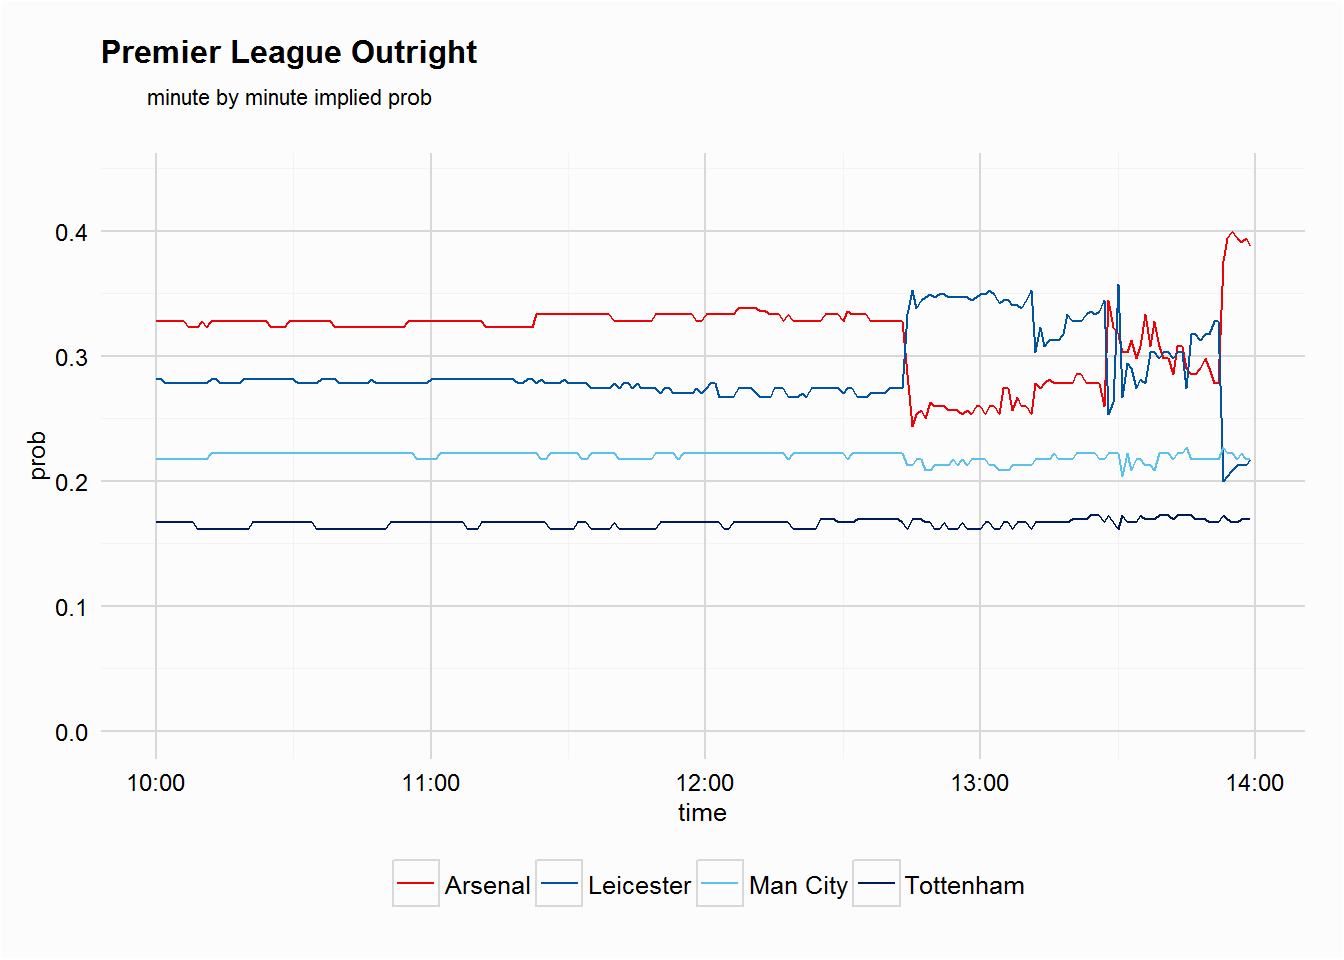 Premier League Outright
minute by minute implied prob
prob
0.4
0.3
0.2
0.1
0.0
10:00 11:00 12:00 13:00 14:00
time
Arsenal Leicester Man City Tottenham